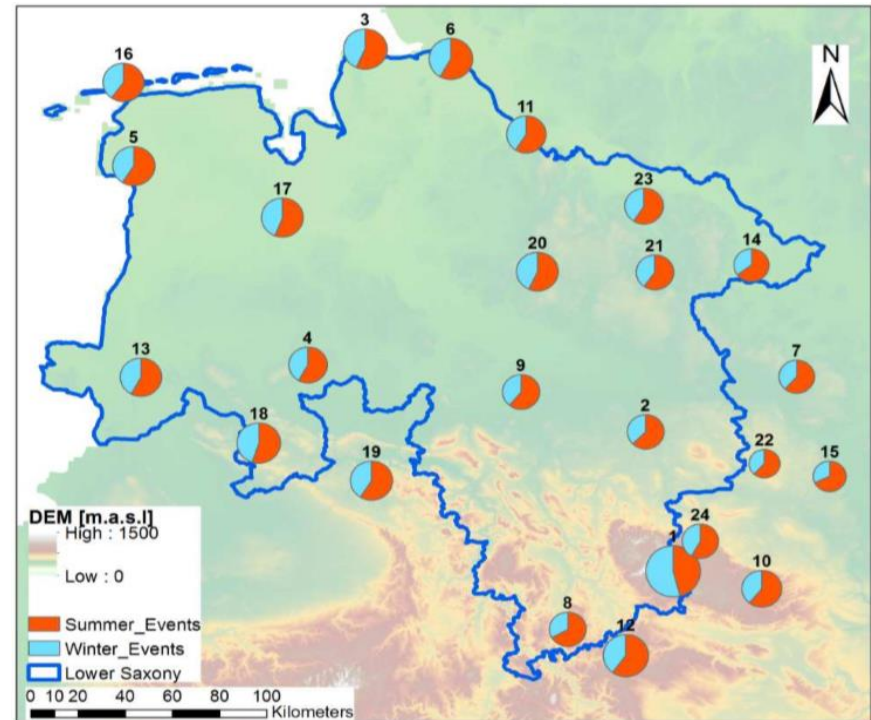 3
6
16
N
11
5
23
17
20
21
14
4
13
9
7
2
18
22
19
15
24
1
10
8
12
DEM [m.a.s.l]
High : 1500
Low : 0
Summer_Events
Winter_Events
Lower Saxony
0 10 20 40 60 80 100
Kilometers